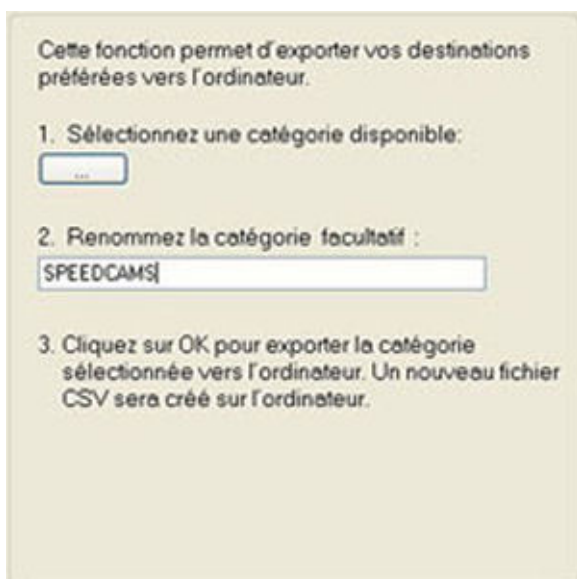 Cette fonction permet d'exporter vos destinations
préférées vers l'ordinateur.
1. Sélectionnez une catégorie disponible:
...
2. Renommez la catégorie facultatif :
SPEEDCAMS
3. Cliquez sur OK pour exporter la catégorie
sélectionnée vers l'ordinateur. Un nouveau fichier
CSV sera créé sur l'ordinateur.